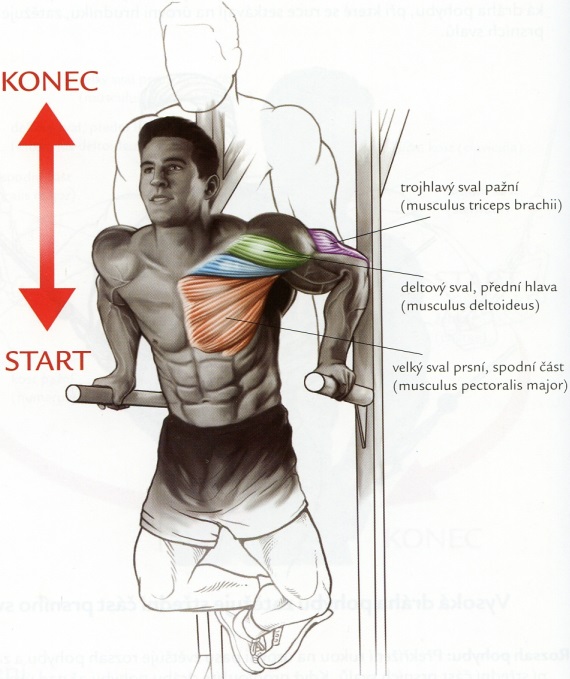 KONEC
trojhlavý sval pažní
(musculus triceps brachii)
deltový sval, přední hlava
(musculus deltoideus)
START
velký sval prsní, spodní část
(musculus pectoralis major)
KONEC